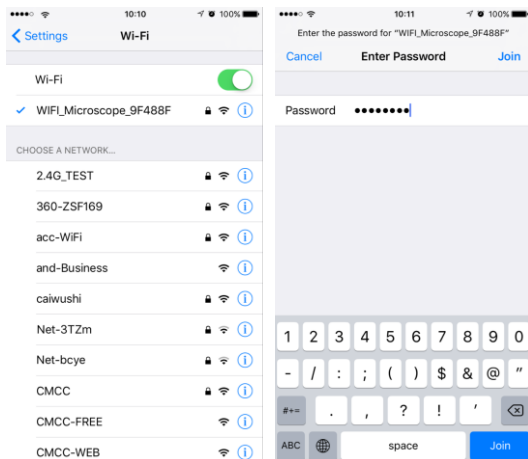 10:10
100%
Settings
Wi-Fi
Wi-Fi
WIFI_Microscope_9F488F
CHOOSE A NETWORK...
2.4G_TEST
360-ZSF169
acc-WiFi
and-Business
caiwushi
Net-3TZm
Net-bcye
CMCC
CMCC-FREE
CMCC-WEB
10:11
100%
Enter the password for “WIFI_Microscope_9F488F”
Cancel Enter Password Join
Password ●●●●●●●●
1 2 3 4 5 6 7 8 9 0
- / : ; ( ) $ & @ "
#+= . , ? ! '
ABC space Join